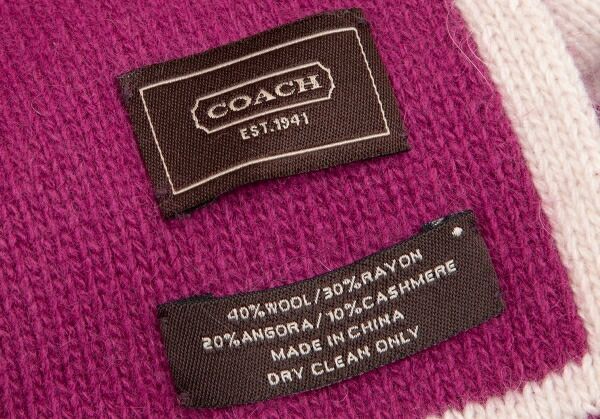 COACH
EST.1941
40%WOOL/30%RAYON
20%ANGORA/10%CASHMERE
MADE IN CHINA
DRY CLEAN ONLY